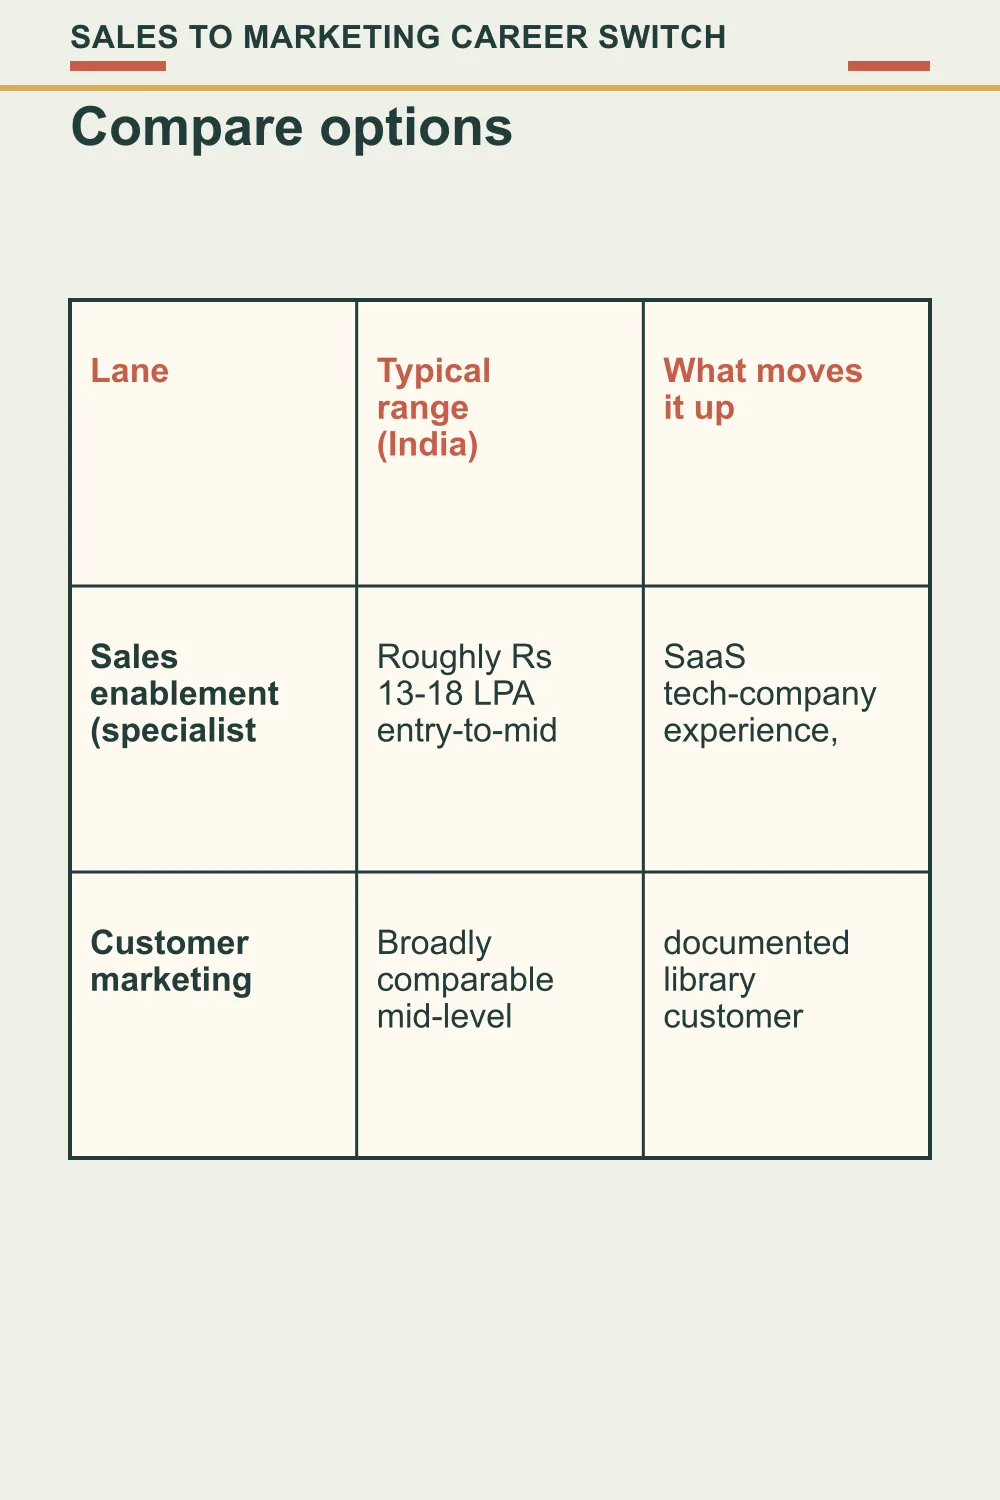 SALES TO MARKETING CAREER SWITCH
Compare options
Lane
Typical
range
(India)
What moves
it up
Sales
enablement
(specialist
Roughly Rs
13-18 LPA
entry-to-mid
SaaS
tech-company
experience,
Customer
marketing
Broadly
comparable
mid-level
documented
library
customer